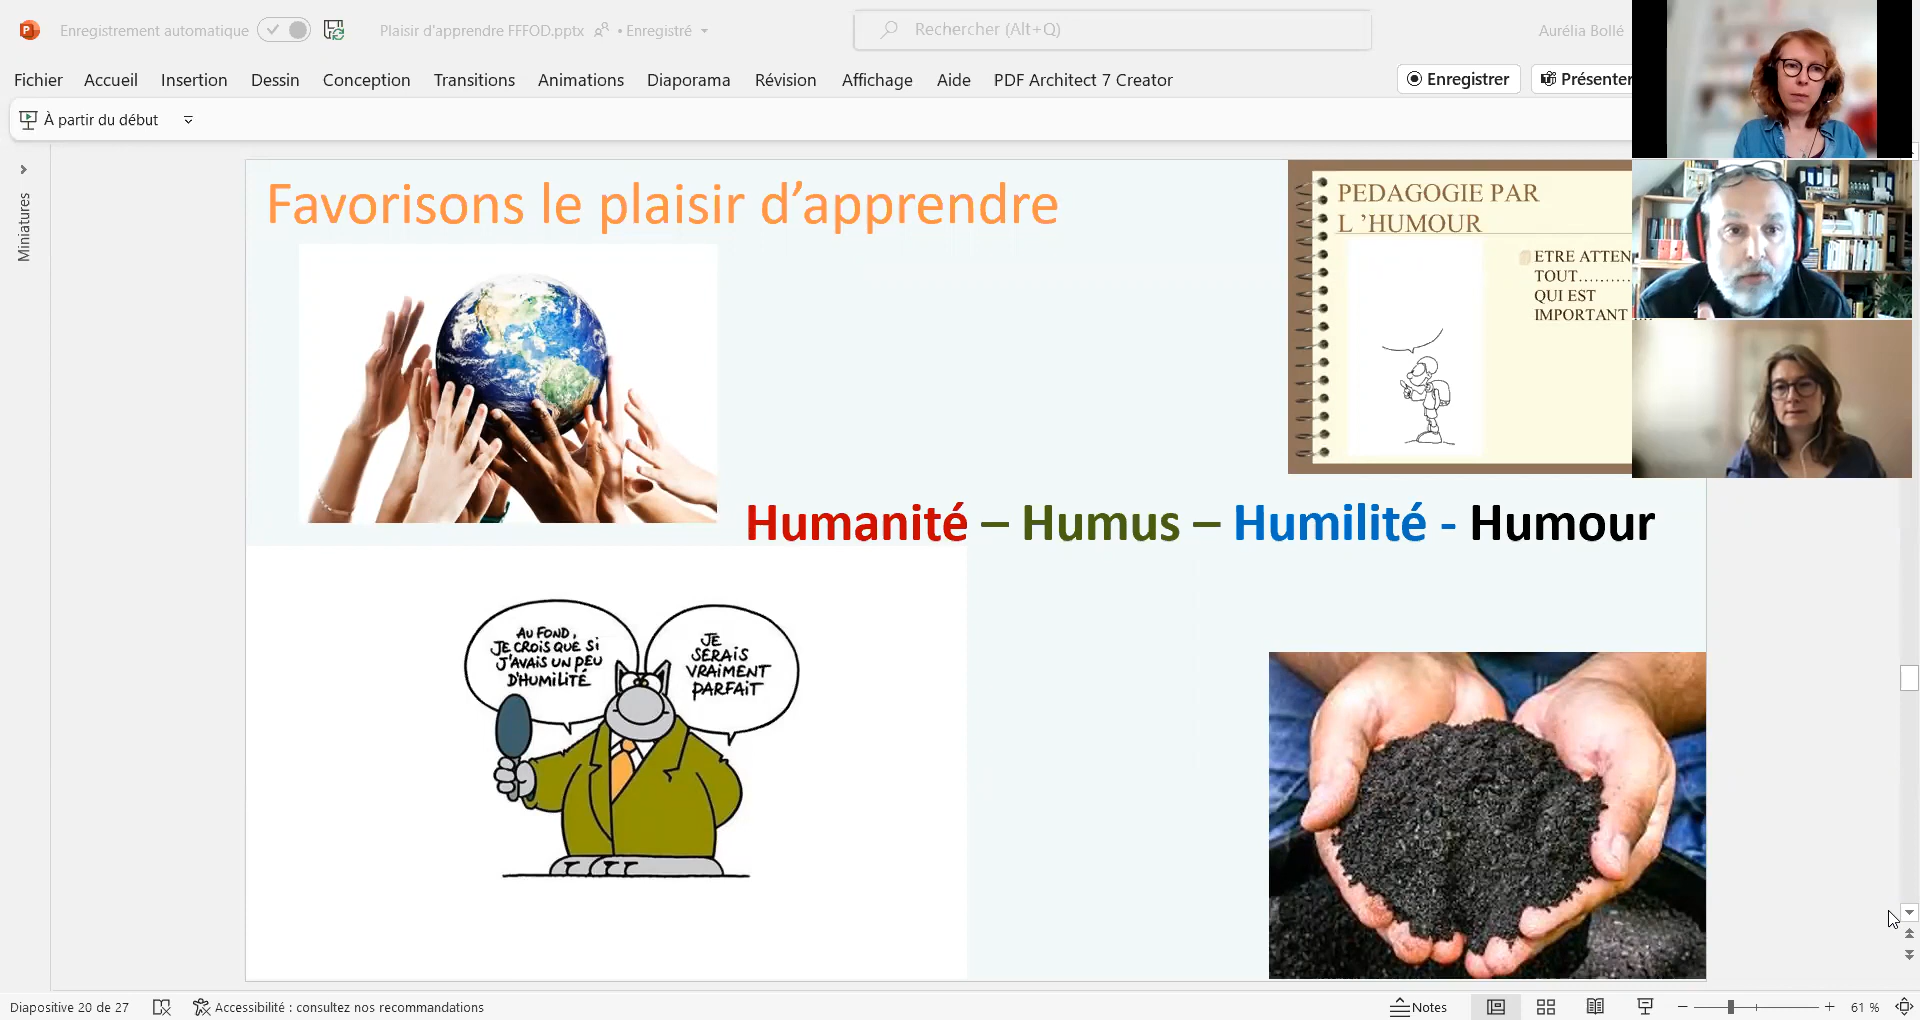 Enregistrement automatique
Plaisir d'apprendre FFFOD.pptx
• Enregistré
Rechercher (Alt+Q)
Aurélia Bollé
Fichier Accueil Insertion Dessin Conception Transitions Animations Diaporama Révision Affichage Aide PDF Architect 7 Creator
Enregistrer
Présenter
À partir du début
Miniatures
Favorisons le plaisir d’apprendre
PEDAGOGIE PAR
L ’HUMOUR
ETRE ATTEN
TOUT.........
QUI EST
IMPORTANT ....
Humanité – Humus – Humilité - Humour
AU FOND,
JE CROIS QUE SI
J'AVAIS UN PEU
D'HUMILITÉ
JE
SERAIS
VRAIMENT
PARFAIT
Diapositive 20 de 27
Accessibilité : consultez nos recommandations
Notes
61 %